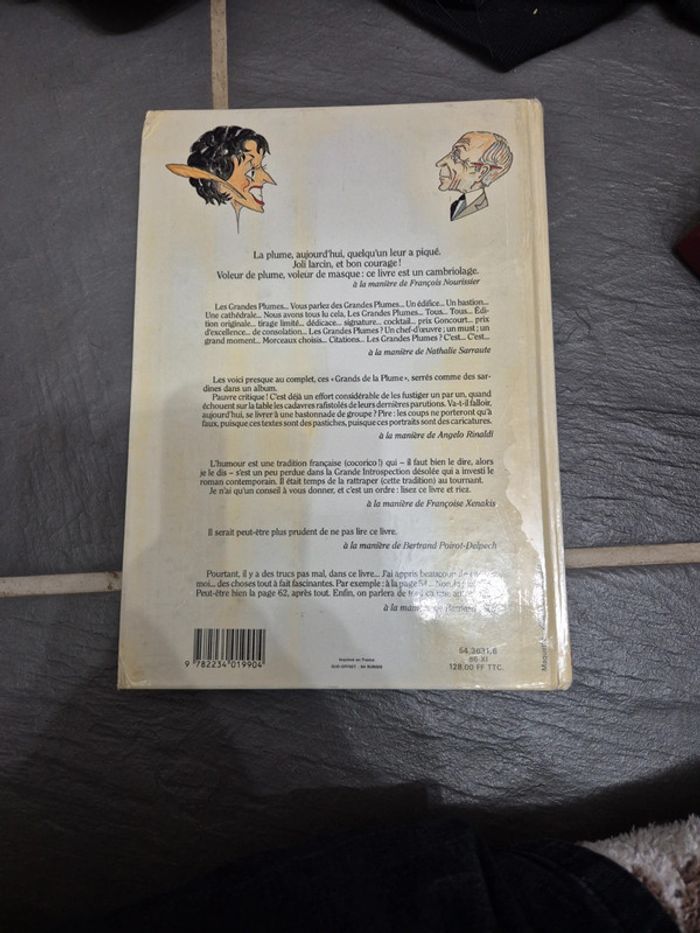 La plume, aujourd'hui, quelqu'un leur a piqué.
Joli larcin, et bon courage !
Voleur de plume, voleur de masque : ce livre est un cambriolage.
à la manière de François Nourissier
Les Grandes Plumes... Vous parlez des Grandes Plumes... Un édifice... Un bastion...
Une cathédrale... Nous avons tous lu cela, Les Grandes Plumes... Tous... Tous... Édi-
tion originale... tirage limité... dédicace... signature... cocktail... prix Goncourt... prix
d'excellence... de consolation... Les Grandes Plumes ? Un chef-d'œuvre ; un must ; un
grand moment... Morceaux choisis... Citations... Les Grandes Plumes ? C'est... C'est...
à la manière de Nathalie Sarraute
Les voici presque au complet, ces « Grands de la Plume », serrés comme des sar-
dines dans un album.
Pauvre critique ! C'est déjà un effort considérable de les fustiger un par un, quand
échouent sur la table les cadavres rafistolés de leurs dernières parutions. Va-t-il falloir,
aujourd'hui, se livrer à une bastonnade de groupe ? Pire : les coups ne porteront qu'à
faux, puisque ces textes sont des pastiches, puisque ces portraits sont des caricatures.
à la manière de Angelo Rinaldi
L'humour est une tradition française (cocorico !) qui – il faut bien le dire, alors
je le dis – s'est un peu perdue dans la Grande Introspection désolée qui a investi le
roman contemporain. Il était temps de la rattraper (cette tradition) au tournant.
Je n'ai qu'un conseil à vous donner, et c'est un ordre : lisez ce livre et riez.
à la manière de Françoise Xenakis
Il serait peut-être plus prudent de ne pas lire ce livre.
à la manière de Bertrand Poirot-Delpech
Pourtant, il y a des trucs pas mal, dans ce livre... J'ai appris beaucoup de
moi... des choses tout à fait fascinantes. Par exemple : à la page 54... Non, la
Peut-être bien la page 62, après tout. Enfin, on parlera de
à la manière de
9 782234 019904
Imprimé en France
54.3631.6
86-XI
128.00 FF TTC.